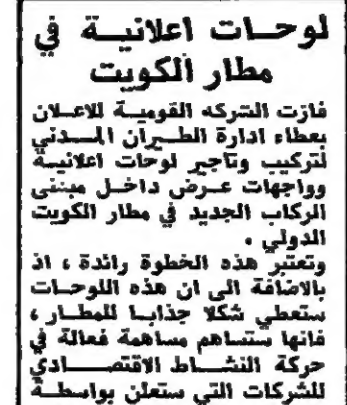 لوحات اعلانية في
مطار الكويت
فازت الشركه القومية للاعلان
بعطاء ادارة الطيران المدني
لتركيب وتاجير لوحات اعلانية
وواجهات عرض داخل مبنى
الركاب الجديد في مطار الكويت
الدولي .
وتعتبر هذه الخطوة رائدة ، اذ
بالاضافة الى ان هذه اللوحات
ستعطي شكلا جذابا للمطار ،
فانها ستساهم مساهمة فعالة في
حركة النشاط الاقتصادي
للشركات التي ستعلن بواسطة